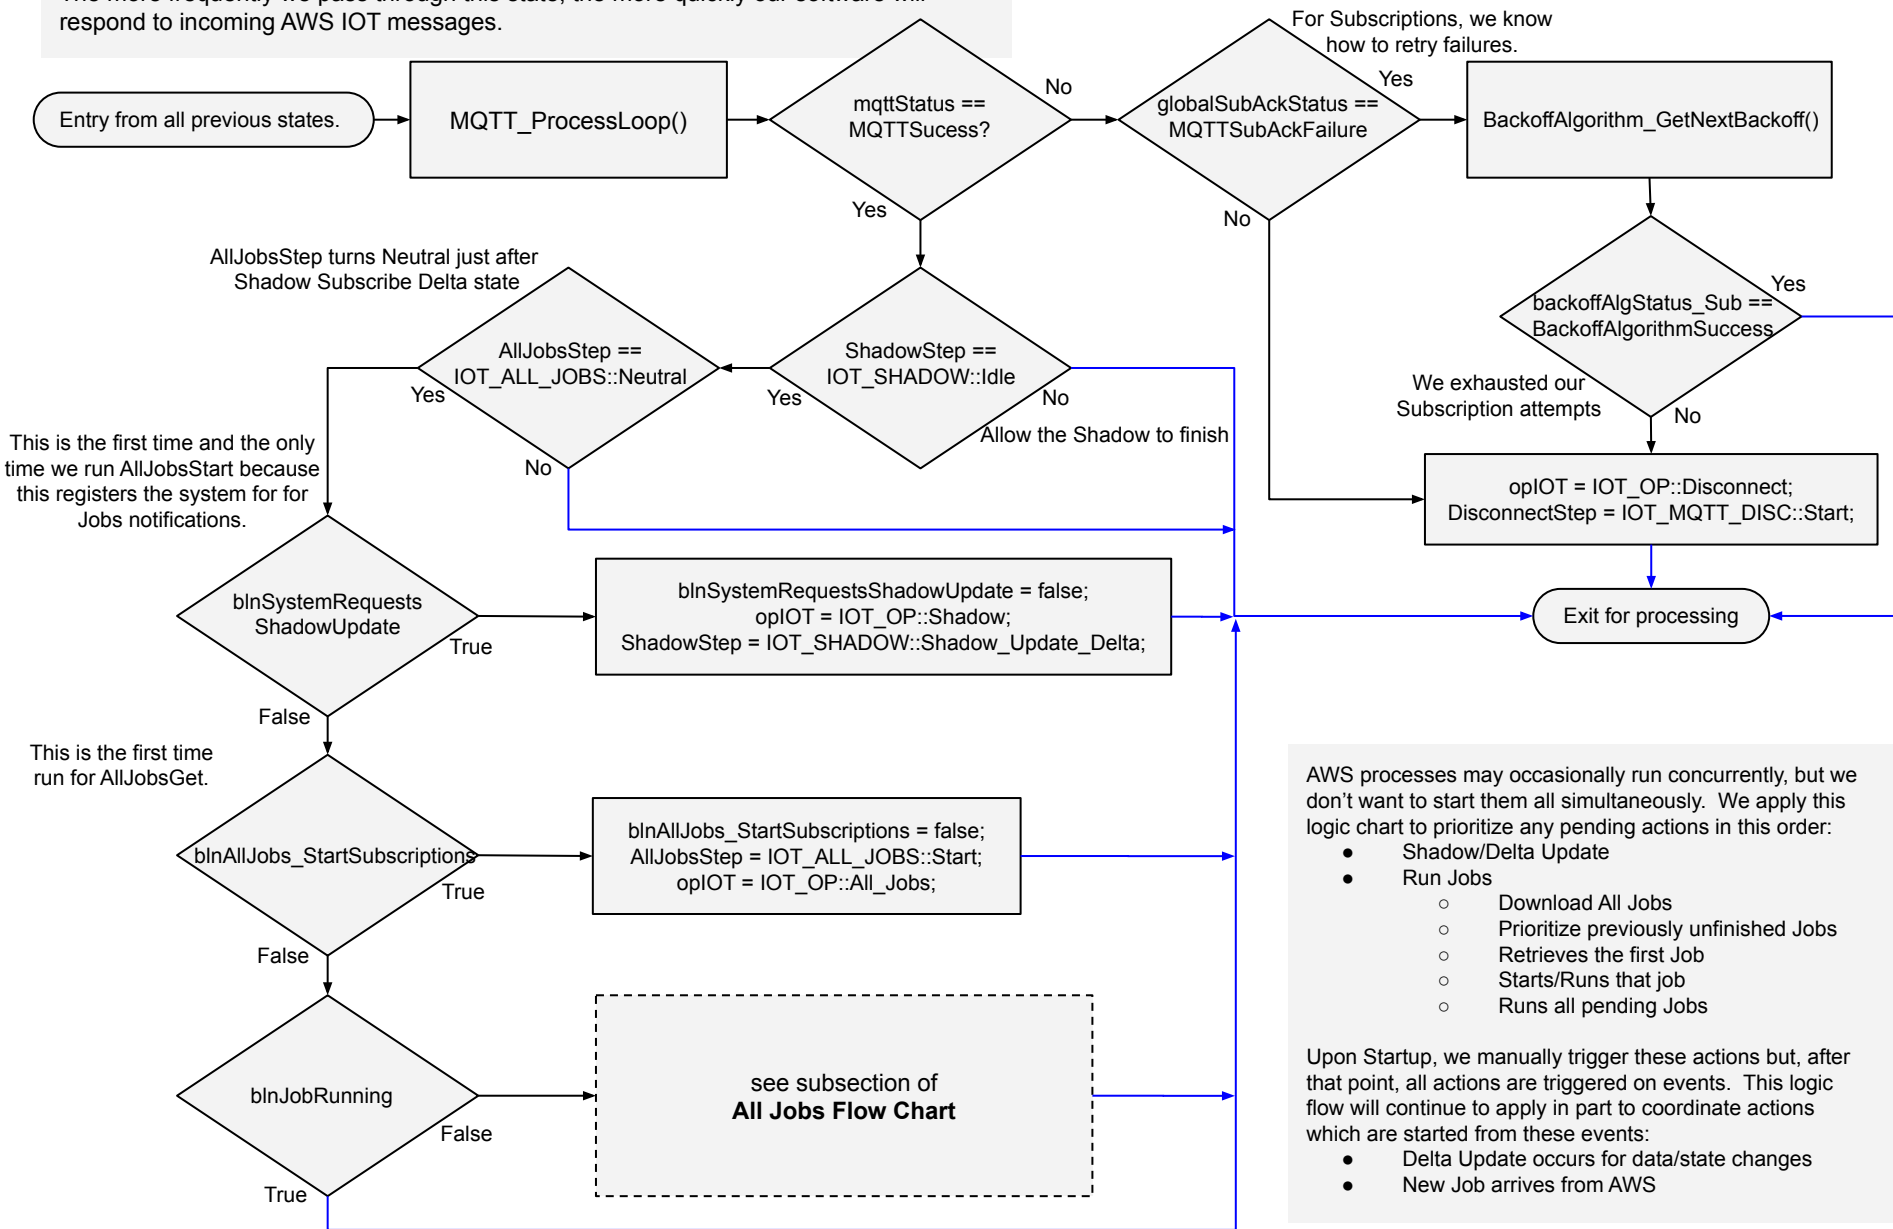 respond to incoming AWS IOT messages.
For Subscriptions, we know
how to retry failures.
Entry from all previous states.
MQTT_ProcessLoop()
mqttStatus ==
MQTTSucess?
No
Yes
globalSubAckStatus ==
MQTTSubAckFailure
Yes
No
BackoffAlgorithm_GetNextBackoff()
backoffAlgStatus_Sub ==
BackoffAlgorithmSuccess
Yes
No
We exhausted our
Subscription attempts
opIOT = IOT_OP::Disconnect;
DisconnectStep = IOT_MQTT_DISC::Start;
Exit for processing
AllJobsStep turns Neutral just after
Shadow Subscribe Delta state
AllJobsStep ==
IOT_ALL_JOBS::Neutral
Yes
No
ShadowStep ==
IOT_SHADOW::Idle
Yes
No
Allow the Shadow to finish
This is the first time and the only
time we run AllJobsStart because
this registers the system for for
Jobs notifications.
blnSystemRequests
ShadowUpdate
True
False
blnSystemRequestsShadowUpdate = false;
opIOT = IOT_OP::Shadow;
ShadowStep = IOT_SHADOW::Shadow_Update_Delta;
This is the first time
run for AllJobsGet.
blnAllJobs_StartSubscriptions
True
False
blnAllJobs_StartSubscriptions = false;
AllJobsStep = IOT_ALL_JOBS::Start;
opIOT = IOT_OP::All_Jobs;
blnJobRunning
False
True
see subsection of
All Jobs Flow Chart
AWS processes may occasionally run concurrently, but we
don’t want to start them all simultaneously.  We apply this
logic chart to prioritize any pending actions in this order:
● Shadow/Delta Update
● Run Jobs
○ Download All Jobs
○ Prioritize previously unfinished Jobs
○ Retrieves the first Job
○ Starts/Runs that job
○ Runs all pending Jobs
Upon Startup, we manually trigger these actions but, after
that point, all actions are triggered on events.  This logic
flow will continue to apply in part to coordinate actions
which are started from these events:
● Delta Update occurs for data/state changes
● New Job arrives from AWS